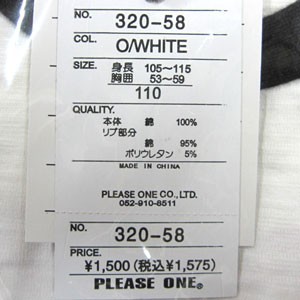 NO. 320-58
COL. O/WHITE
SIZE. 身長 105～115
胸囲 53～59
110
QUALITY.
本体 綿 100%
リブ部分
綿 95%
ポリウレタン 5%
MADE IN CHINA
PLEASE ONE CO., LTD.
052-910-8511
NO. 320-58
PRICE.
¥1,500 (税込¥1,575)
PLEASE ONE®